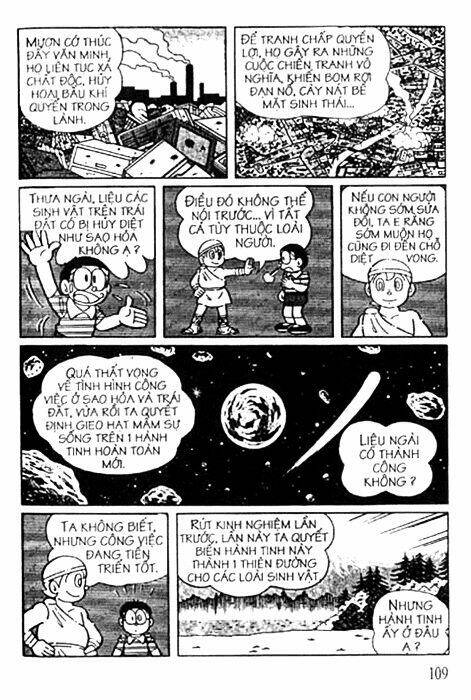 MƯỢN CỚ THÚC
ĐẨY VĂN MINH,
HỌ LIÊN TỤC XẢ
CHẤT ĐỘC, HỦY
HOẠI BẦU KHÍ
QUYỂN TRONG
LÀNH.
ĐỂ TRANH CHẤP QUYỀN
LỢI, HỌ GÂY RA NHỮNG
CUỘC CHIẾN TRANH VÔ
NGHĨA, KHIẾN BOM RƠI
ĐẠN NỔ, CÀY NÁT BỀ
MẶT SINH THÁI...
THƯA NGÀI, LIỆU CÁC
SINH VẬT TRÊN TRÁI
ĐẤT CÓ BỊ HỦY DIỆT
NHƯ SAO HỎA
KHÔNG Ạ ?
ĐIỀU ĐÓ KHÔNG THỂ
NÓI TRƯỚC... VÌ TẤT
CẢ TÙY THUỘC LOÀI
NGƯỜI.
NẾU CON NGƯỜI
KHÔNG SỚM SỬA
ĐỔI, TA E RẰNG
SỚM MUỘN HỌ
CŨNG ĐI ĐẾN CHỖ
DIỆT VONG.
QUÁ THẤT VỌNG
VỀ TÌNH HÌNH CÔNG
VIỆC Ở SAO HỎA VÀ TRÁI
ĐẤT, VỪA RỒI TA QUYẾT
ĐỊNH GIEO HẠT MẦM SỰ
SỐNG TRÊN 1 HÀNH
TINH HOÀN TOÀN
MỚI.
LIỆU NGÀI
CÓ THÀNH
CÔNG
KHÔNG ?
TA KHÔNG BIẾT,
NHƯNG CÔNG VIỆC
ĐANG TIẾN
TRIỂN TỐT.
RÚT KINH NGHIỆM LẦN
TRƯỚC, LẦN NÀY TA QUYẾT
BIẾN HÀNH TINH NÀY
THÀNH 1 THIÊN ĐƯỜNG
CHO CÁC LOÀI SINH VẬT
NHƯNG
HÀNH TINH
ẤY Ở ĐÂU
Ạ ?
109